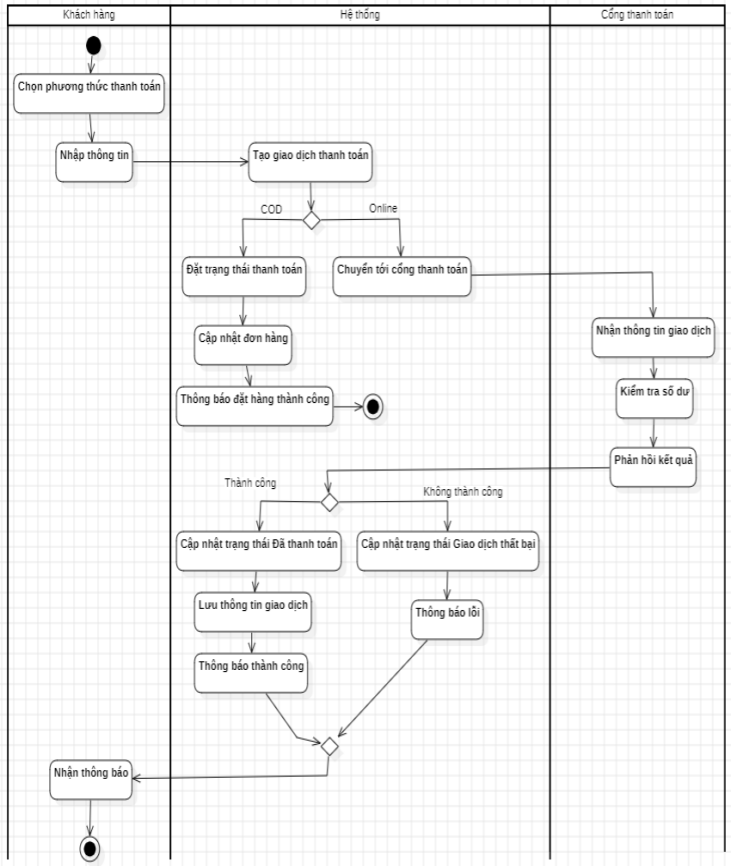 Khách hàng
Hệ thống
Cổng thanh toán
Chọn phương thức thanh toán
Nhập thông tin
Tạo giao dịch thanh toán
COD
Online
Đặt trạng thái thanh toán
Chuyển tới cổng thanh toán
Nhận thông tin giao dịch
Cập nhật đơn hàng
Kiểm tra số dư
Thông báo đặt hàng thành công
Phản hồi kết quả
Thành công
Không thành công
Cập nhật trạng thái Đã thanh toán
Cập nhật trạng thái Giao dịch thất bại
Lưu thông tin giao dịch
Thông báo lỗi
Thông báo thành công
Nhận thông báo